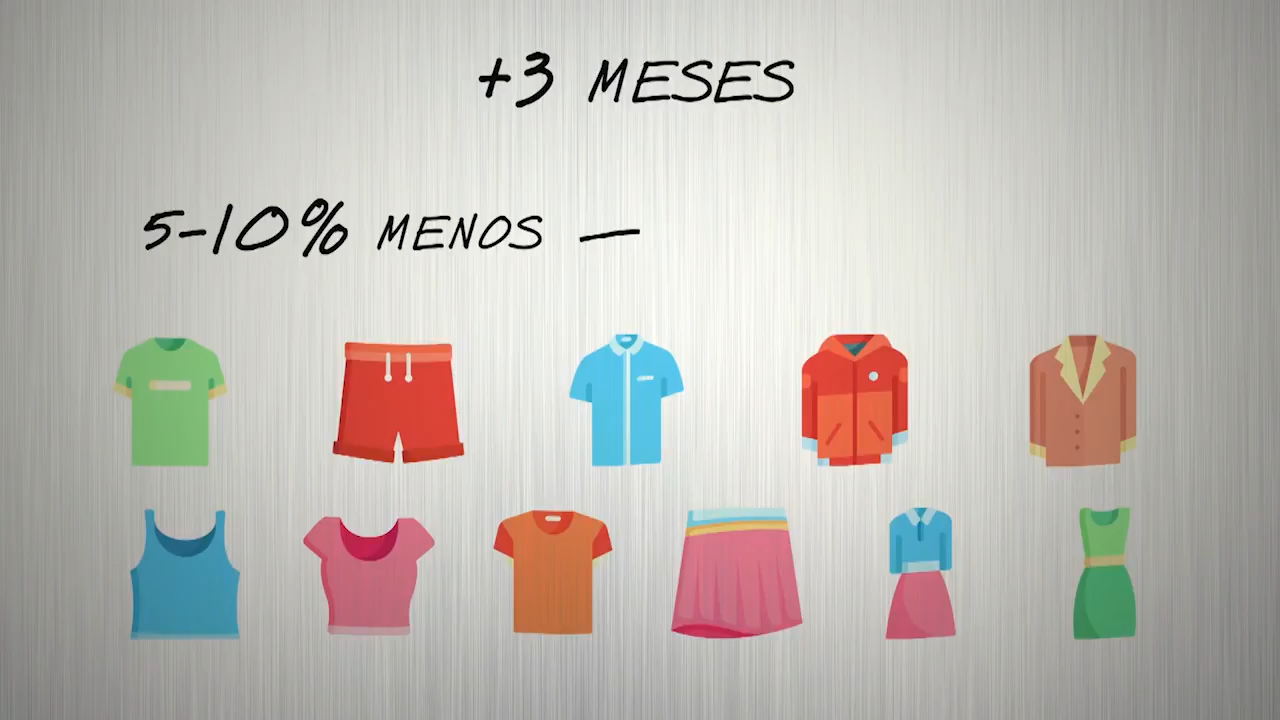 +3 MESES
5-10% MENOS —